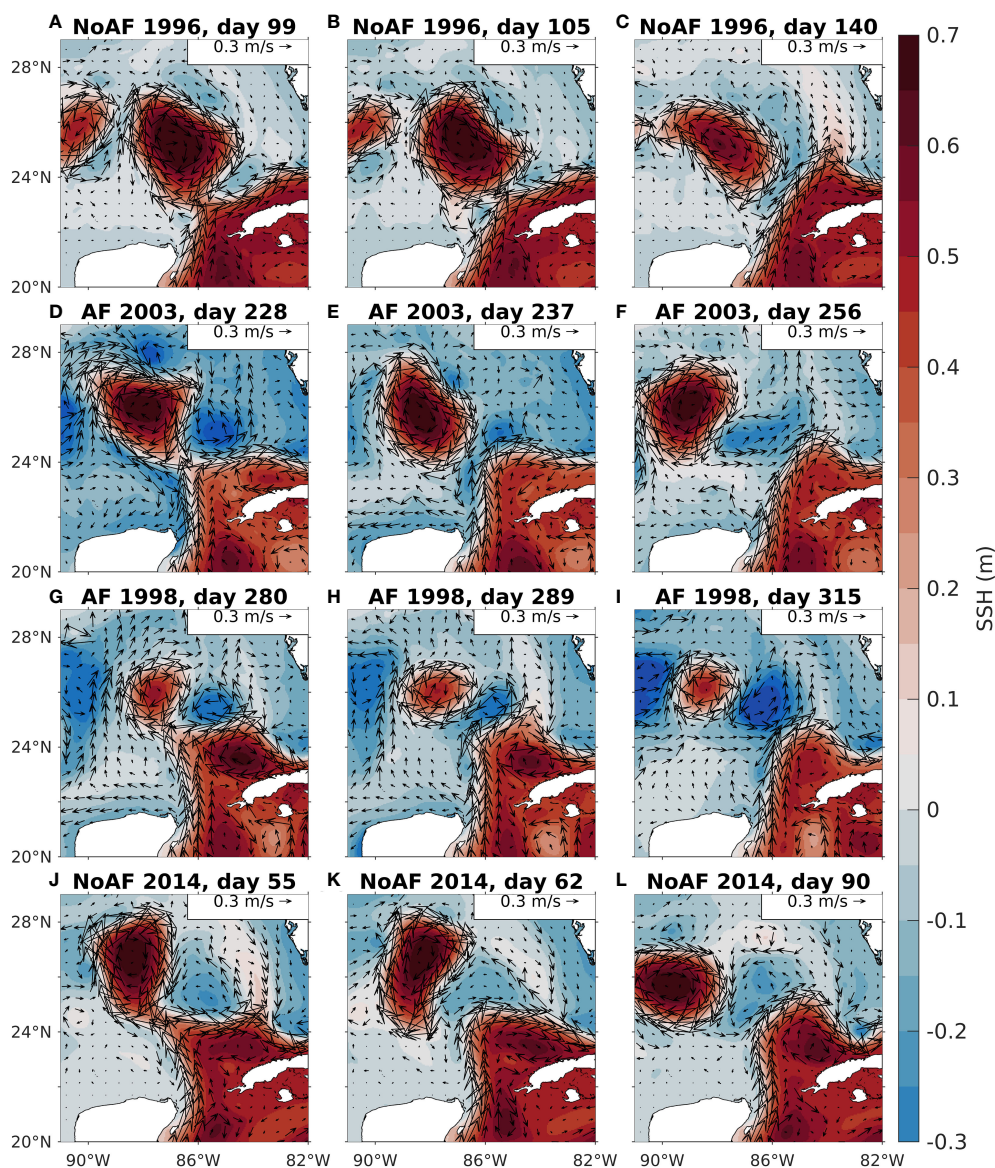 A NoAF 1996, day 99
B NoAF 1996, day 105
C NoAF 1996, day 140
0.3 m/s →
0.3 m/s →
0.3 m/s →
28°N
24°N
20°N
D AF 2003, day 228
E AF 2003, day 237
F AF 2003, day 256
0.3 m/s →
0.3 m/s →
0.3 m/s →
28°N
24°N
20°N
G AF 1998, day 280
H AF 1998, day 289
I AF 1998, day 315
0.3 m/s →
0.3 m/s →
0.3 m/s →
28°N
24°N
20°N
J NoAF 2014, day 55
K NoAF 2014, day 62
L NoAF 2014, day 90
0.3 m/s →
0.3 m/s →
0.3 m/s →
28°N
24°N
20°N
90°W 86°W 82°W
90°W 86°W 82°W
90°W 86°W 82°W
0.7
0.6
0.5
0.4
0.3
0.2
0.1
0
-0.1
-0.2
-0.3
SSH (m)